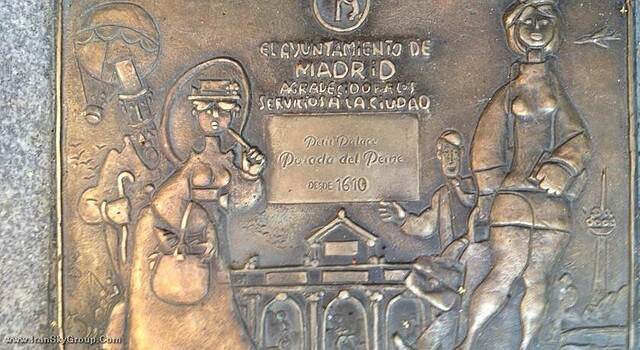 EL AYUNTAMIENTO DE
MADRID
AGRADECIDO A LOS
SERVICIOS A LA CIUDAD
Petit Palace
Posada del Peine
DESDE 1610
www.IranSkyGroup.Com